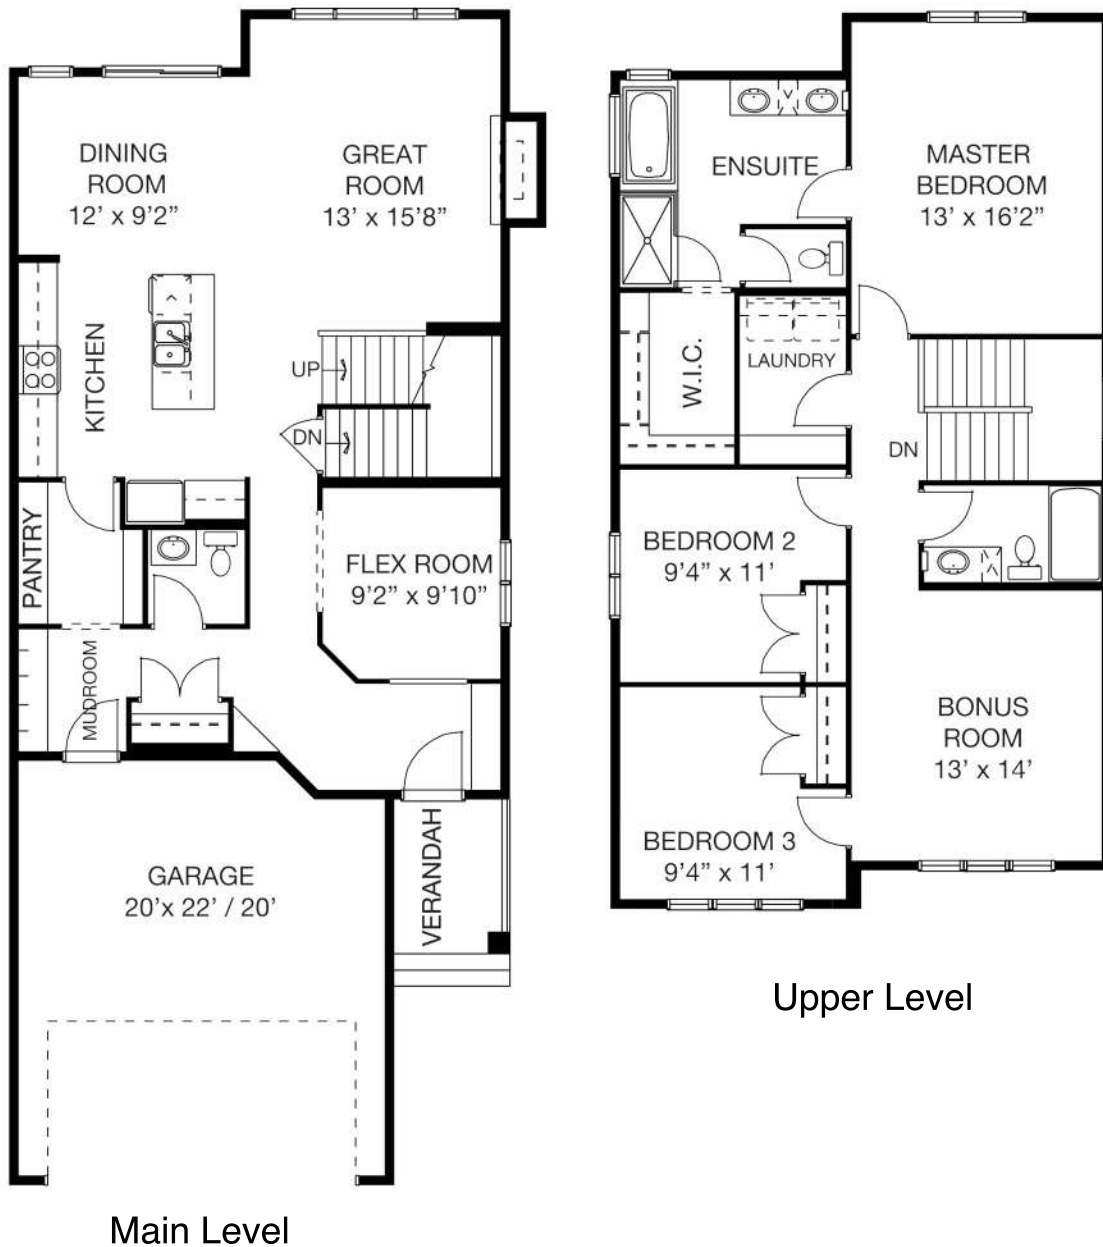 DINING
ROOM
12’ x 9’2”
GREAT
ROOM
13’ x 15’8”
KITCHEN
UP
DN
PANTRY
FLEX ROOM
9’2” x 9’10”
MUDROOM
GARAGE
20’x 22’ / 20’
VERANDAH
Main Level
ENSUITE
MASTER
BEDROOM
13’ x 16’2”
W.I.C.
LAUNDRY
DN
BEDROOM 2
9’4” x 11’
BONUS
ROOM
13’ x 14’
BEDROOM 3
9’4” x 11’
Upper Level